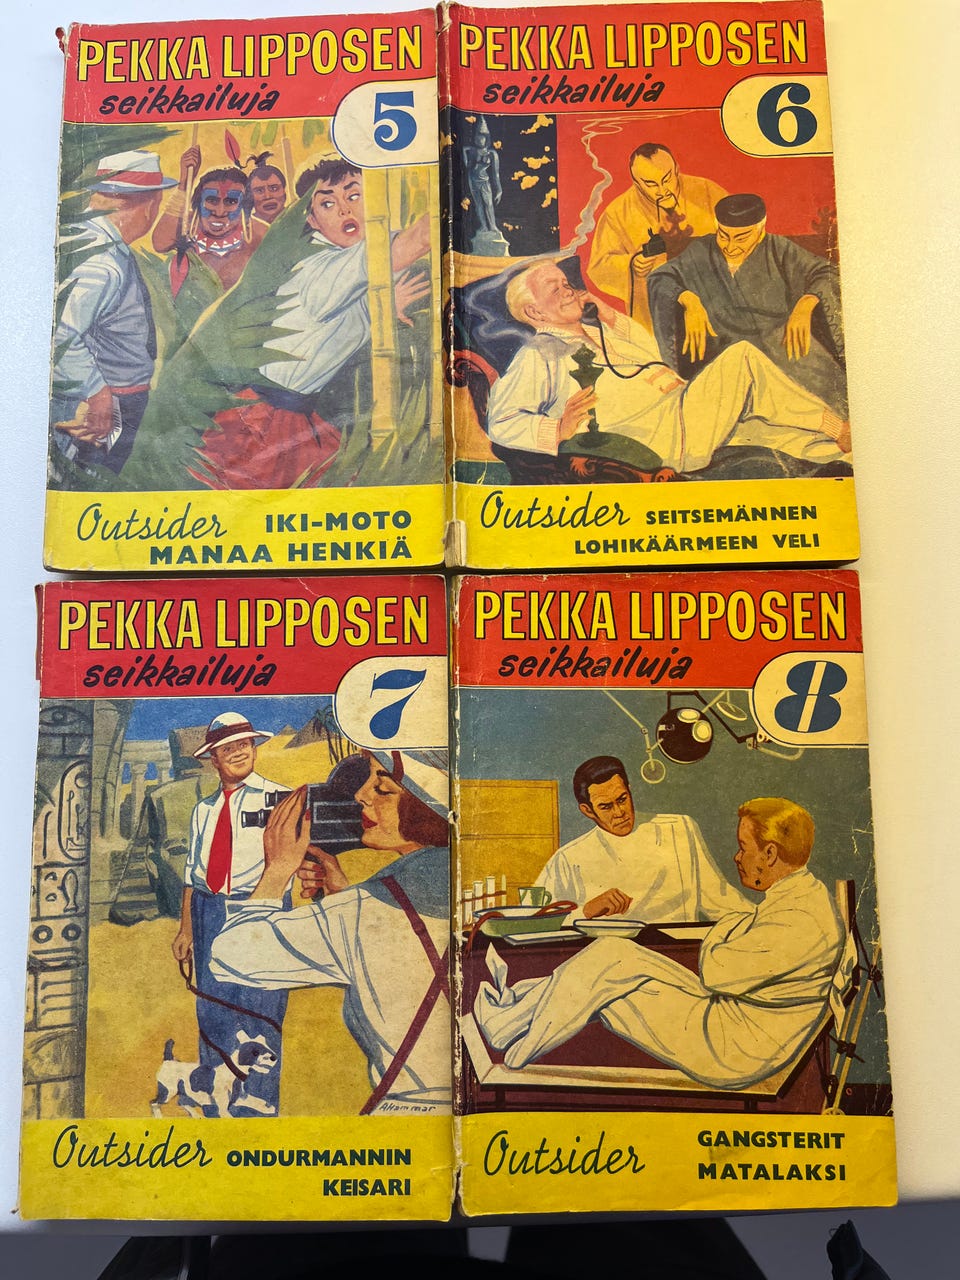 PEKKA LIPPOSEN
seikkailuja
5
Outsider IKI-MOTO
MANAA HENKIÄ
PEKKA LIPPOSEN
seikkailuja
6
Outsider SEITSEMÄNNEN
LOHIKÄÄRMEEN VELI
PEKKA LIPPOSEN
seikkailuja
7
AHammar
Outsider ONDURMANNIN
KEISARI
PEKKA LIPPOSEN
seikkailuja
8
Outsider GANGSTERIT
MATALAKSI